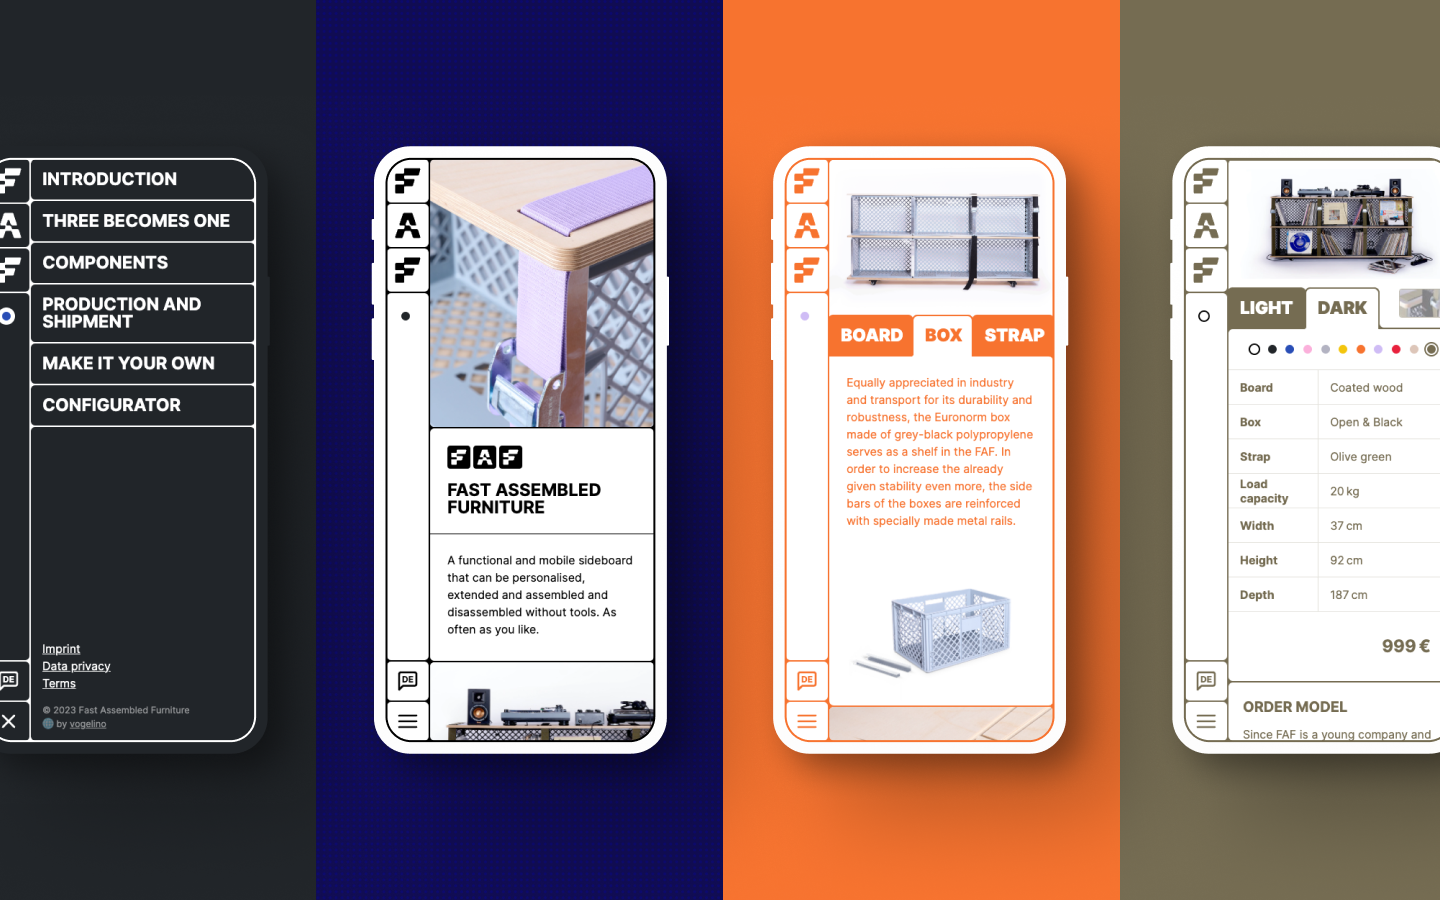 INTRODUCTION
THREE BECOMES ONE
COMPONENTS
PRODUCTION AND
SHIPMENT
MAKE IT YOUR OWN
CONFIGURATOR
Imprint
Data privacy
Terms
© 2023 Fast Assembled Furniture
by vogelino
F
A
F
DE
F
A
F
FAF
FAST ASSEMBLED
FURNITURE
A functional and mobile sideboard
that can be personalised,
extended and assembled and
disassembled without tools. As
often as you like.
DE
F
A
F
BOARD BOX STRAP
Equally appreciated in industry
and transport for its durability and
robustness, the Euronorm box
made of grey-black polypropylene
serves as a shelf in the FAF. In
order to increase the already
given stability even more, the side
bars of the boxes are reinforced
with specially made metal rails.
DE
F
A
F
LIGHT DARK
Board Coated wood
Box Open & Black
Strap Olive green
Load
capacity 20 kg
Width 37 cm
Height 92 cm
Depth 187 cm
999 €
ORDER MODEL
Since FAF is a young company and
DE